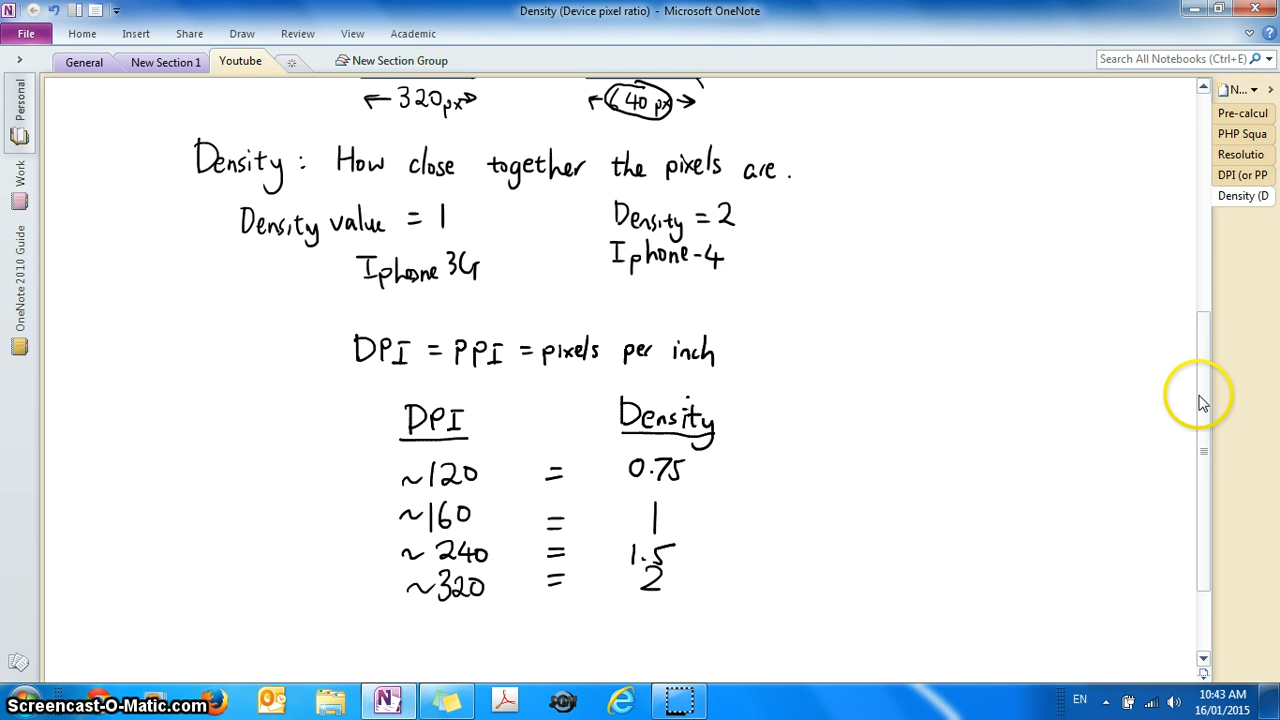 Density (Device pixel ratio) - Microsoft OneNote
File Home Insert Share Draw Review View Academic
General New Section 1 Youtube New Section Group Search All Notebooks (Ctrl+E)
Personal
Work
OneNote 2010 Guide
N...
Pre-calcul
PHP Squa
Resolutio
DPI (or PP
Density (D
320px 640 px
Density : How close together the pixels are.
Density value = 1 Density = 2
Iphone 3G Iphone-4
DPI = PPI = pixels per inch
DPI Density
~120 = 0.75
~160 = 1
~ 240 = 1.5
~320 = 2
Screencast-O-Matic.com
EN
10:43 AM
16/01/2015